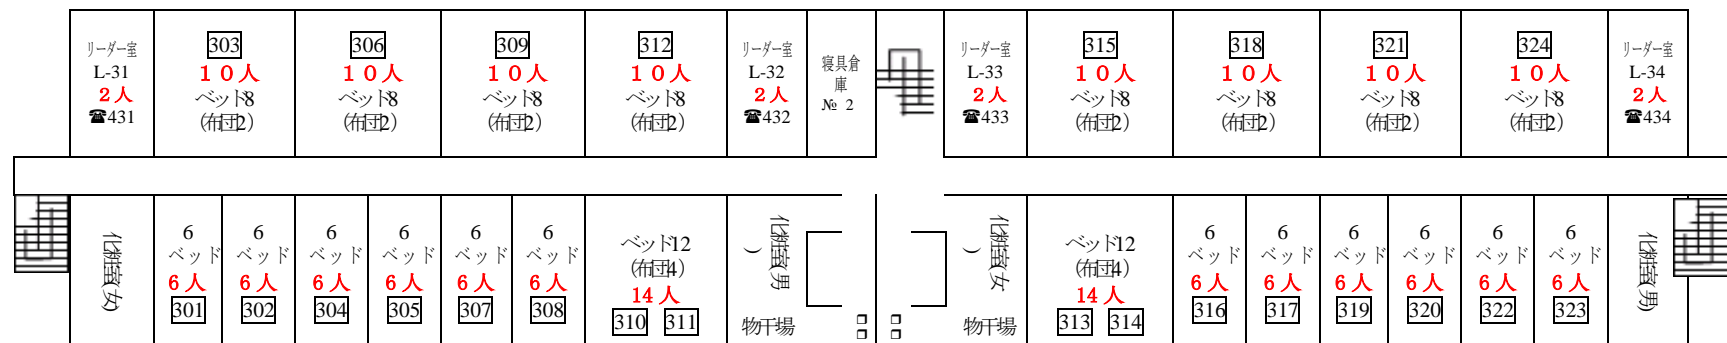 リーダー室
L-31
2人
☎431
303
10人
ベッド8
(布団2)
306
10人
ベッド8
(布団2)
309
10人
ベッド8
(布団2)
312
10人
ベッド8
(布団2)
リーダー室
L-32
2人
☎432
寝具倉
庫
№ 2
リーダー室
L-33
2人
☎433
315
10人
ベッド8
(布団2)
318
10人
ベッド8
(布団2)
321
10人
ベッド8
(布団2)
324
10人
ベッド8
(布団2)
リーダー室
L-34
2人
☎434
化粧室(女)
6
ベッド
6人
301
6
ベッド
6人
302
6
ベッド
6人
304
6
ベッド
6人
305
6
ベッド
6人
307
6
ベッド
6人
308
ベッド12
(布団4)
14人
310 311
化粧室(男
)
物干場
化粧室(女
)
物干場
ベッド12
(布団4)
14人
313 314
6
ベッド
6人
316
6
ベッド
6人
317
6
ベッド
6人
319
6
ベッド
6人
320
6
ベッド
6人
322
6
ベッド
6人
323
化粧室(男)